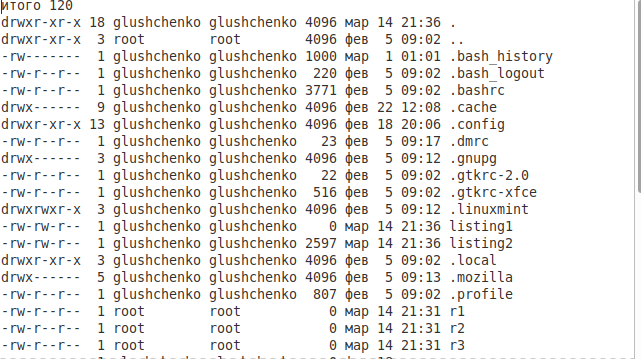 итого 120
drwxr-xr-x 18 glushchenko glushchenko 4096 мар 14 21:36 .
drwxr-xr-x  3 root        root        4096 фев  5 09:02 ..
-rw-------  1 glushchenko glushchenko 1000 мар  1 01:01 .bash_history
-rw-r--r--  1 glushchenko glushchenko  220 фев  5 09:02 .bash_logout
-rw-r--r--  1 glushchenko glushchenko 3771 фев  5 09:02 .bashrc
drwx------  9 glushchenko glushchenko 4096 фев 22 12:08 .cache
drwxr-xr-x 13 glushchenko glushchenko 4096 фев 18 20:06 .config
-rw-r--r--  1 glushchenko glushchenko   23 фев  5 09:17 .dmrc
drwx------  3 glushchenko glushchenko 4096 фев  5 09:12 .gnupg
-rw-r--r--  1 glushchenko glushchenko   22 фев  5 09:02 .gtkrc-2.0
-rw-r--r--  1 glushchenko glushchenko  516 фев  5 09:02 .gtkrc-xfce
drwxrwxr-x  3 glushchenko glushchenko 4096 фев  5 09:12 .linuxmint
-rw-rw-r--  1 glushchenko glushchenko    0 мар 14 21:36 listing1
-rw-rw-r--  1 glushchenko glushchenko 2597 мар 14 21:36 listing2
drwxr-xr-x  3 glushchenko glushchenko 4096 фев  5 09:02 .local
drwx------  5 glushchenko glushchenko 4096 фев  5 09:13 .mozilla
-rw-r--r--  1 glushchenko glushchenko  807 фев  5 09:02 .profile
-rw-r--r--  1 root        root           0 мар 14 21:31 r1
-rw-r--r--  1 root        root           0 мар 14 21:31 r2
-rw-r--r--  1 root        root           0 мар 14 21:31 r3